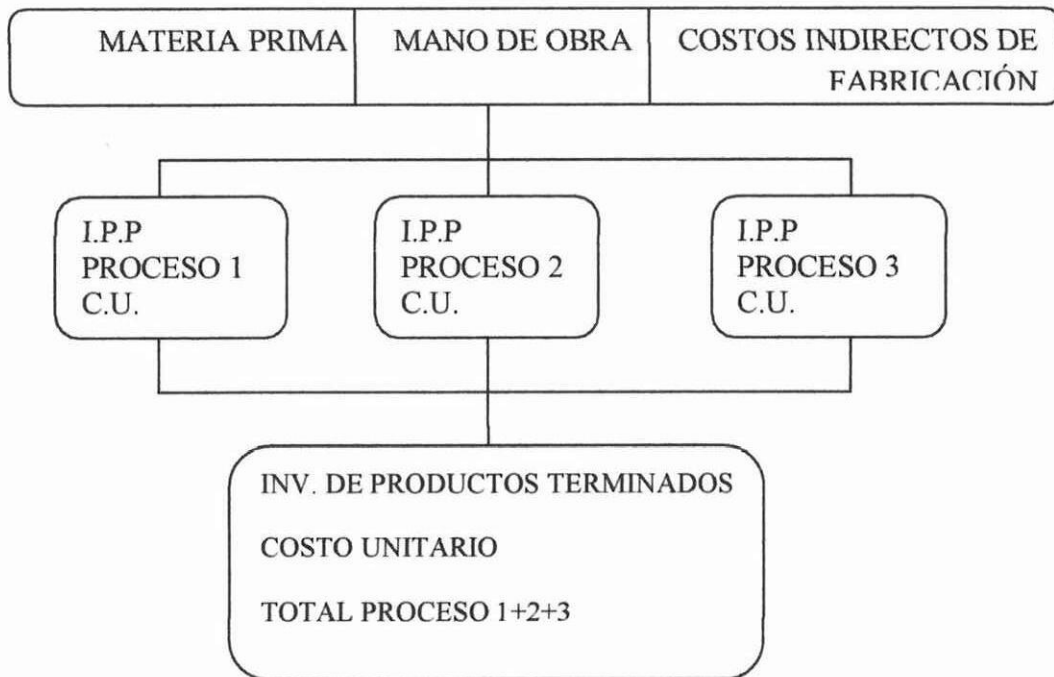 MATERIA PRIMA
MANO DE OBRA
COSTOS INDIRECTOS DE
FABRICACIÓN
I.P.P
PROCESO 1
C.U.
I.P.P
PROCESO 2
C.U.
I.P.P
PROCESO 3
C.U.
INV. DE PRODUCTOS TERMINADOS
COSTO UNITARIO
TOTAL PROCESO 1+2+3